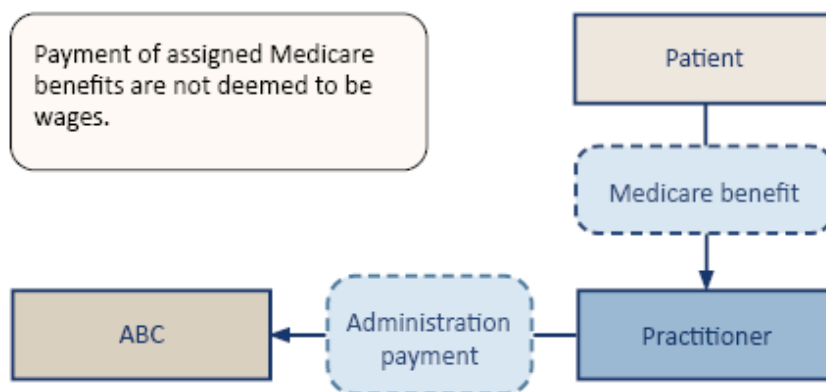 Payment of assigned Medicare
benefits are not deemed to be
wages.
Patient
Medicare benefit
ABC
Administration
payment
Practitioner